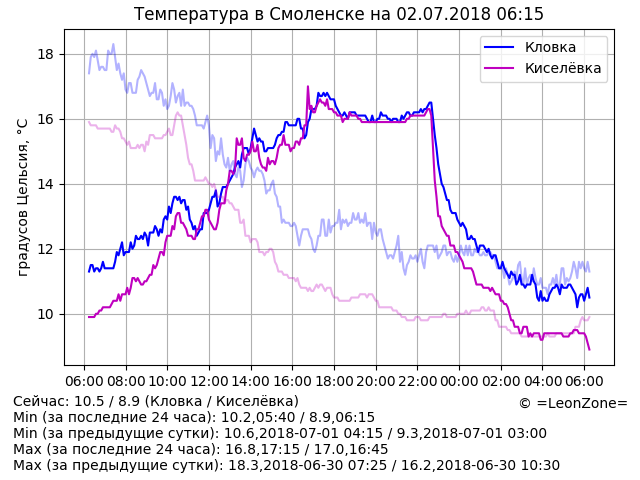 Температура в Смоленске на 02.07.2018 06:15
градусов Цельсия, °C
18
16
14
12
10
Кловка
Киселёвка
06:00 08:00 10:00 12:00 14:00 16:00 18:00 20:00 22:00 00:00 02:00 04:00 06:00
Сейчас: 10.5 / 8.9 (Кловка / Киселёвка)
© =LeonZone=
Min (за последние 24 часа): 10.2,05:40 / 8.9,06:15
Min (за предыдущие сутки): 10.6,2018-07-01 04:15 / 9.3,2018-07-01 03:00
Max (за последние 24 часа): 16.8,17:15 / 17.0,16:45
Max (за предыдущие сутки): 18.3,2018-06-30 07:25 / 16.2,2018-06-30 10:30